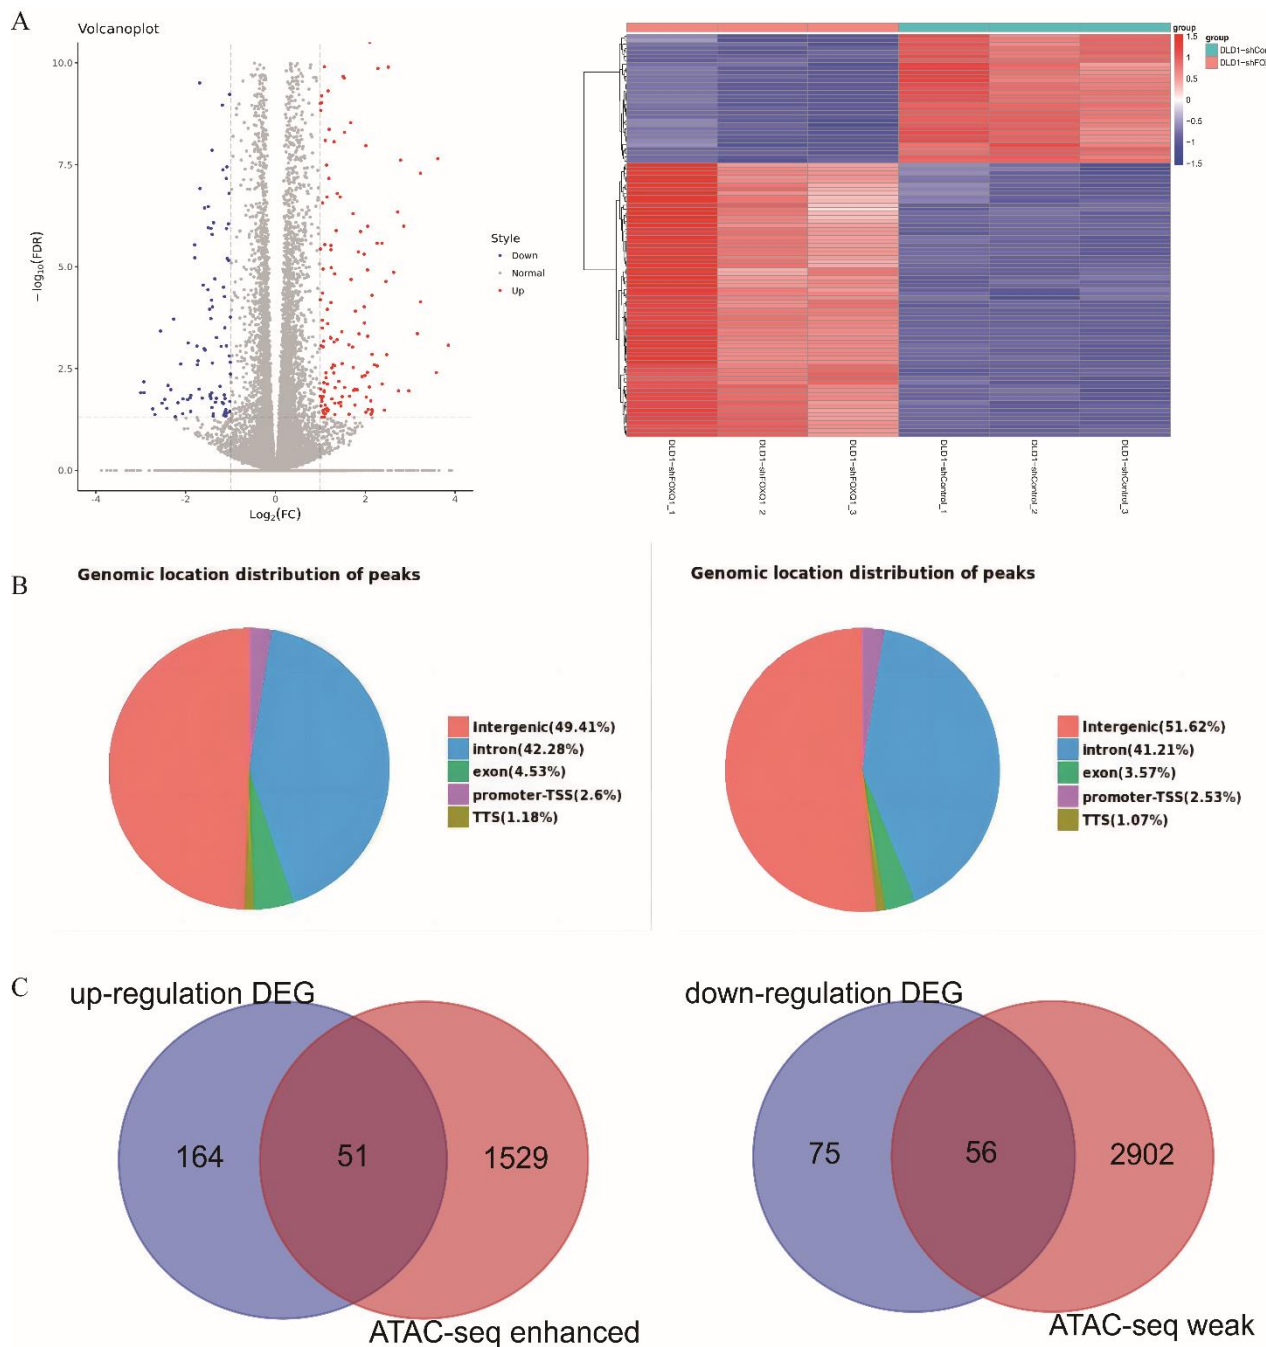 A
Volcanoplot
10.0
7.5
5.0
2.5
0.0
− log10(FDR)
-4
-2
0
2
4
Log2(FC)
Style
Down
Normal
Up
group
1.5
1
0.5
0
−0.5
−1
−1.5
group
DLD1−shCo
DLD1−shFO
DLD1−shFOXQ1_1
DLD1−shFOXQ1_2
DLD1−shFOXQ1_3
DLD1−shControl_1
DLD1−shControl_2
DLD1−shControl_3
B
Genomic location distribution of peaks
Intergenic(49.41%)
intron(42.28%)
exon(4.53%)
promoter-TSS(2.6%)
TTS(1.18%)
Genomic location distribution of peaks
Intergenic(51.62%)
intron(41.21%)
exon(3.57%)
promoter-TSS(2.53%)
TTS(1.07%)
C
up-regulation DEG
164
51
1529
ATAC-seq enhanced
down-regulation DEG
75
56
2902
ATAC-seq weak